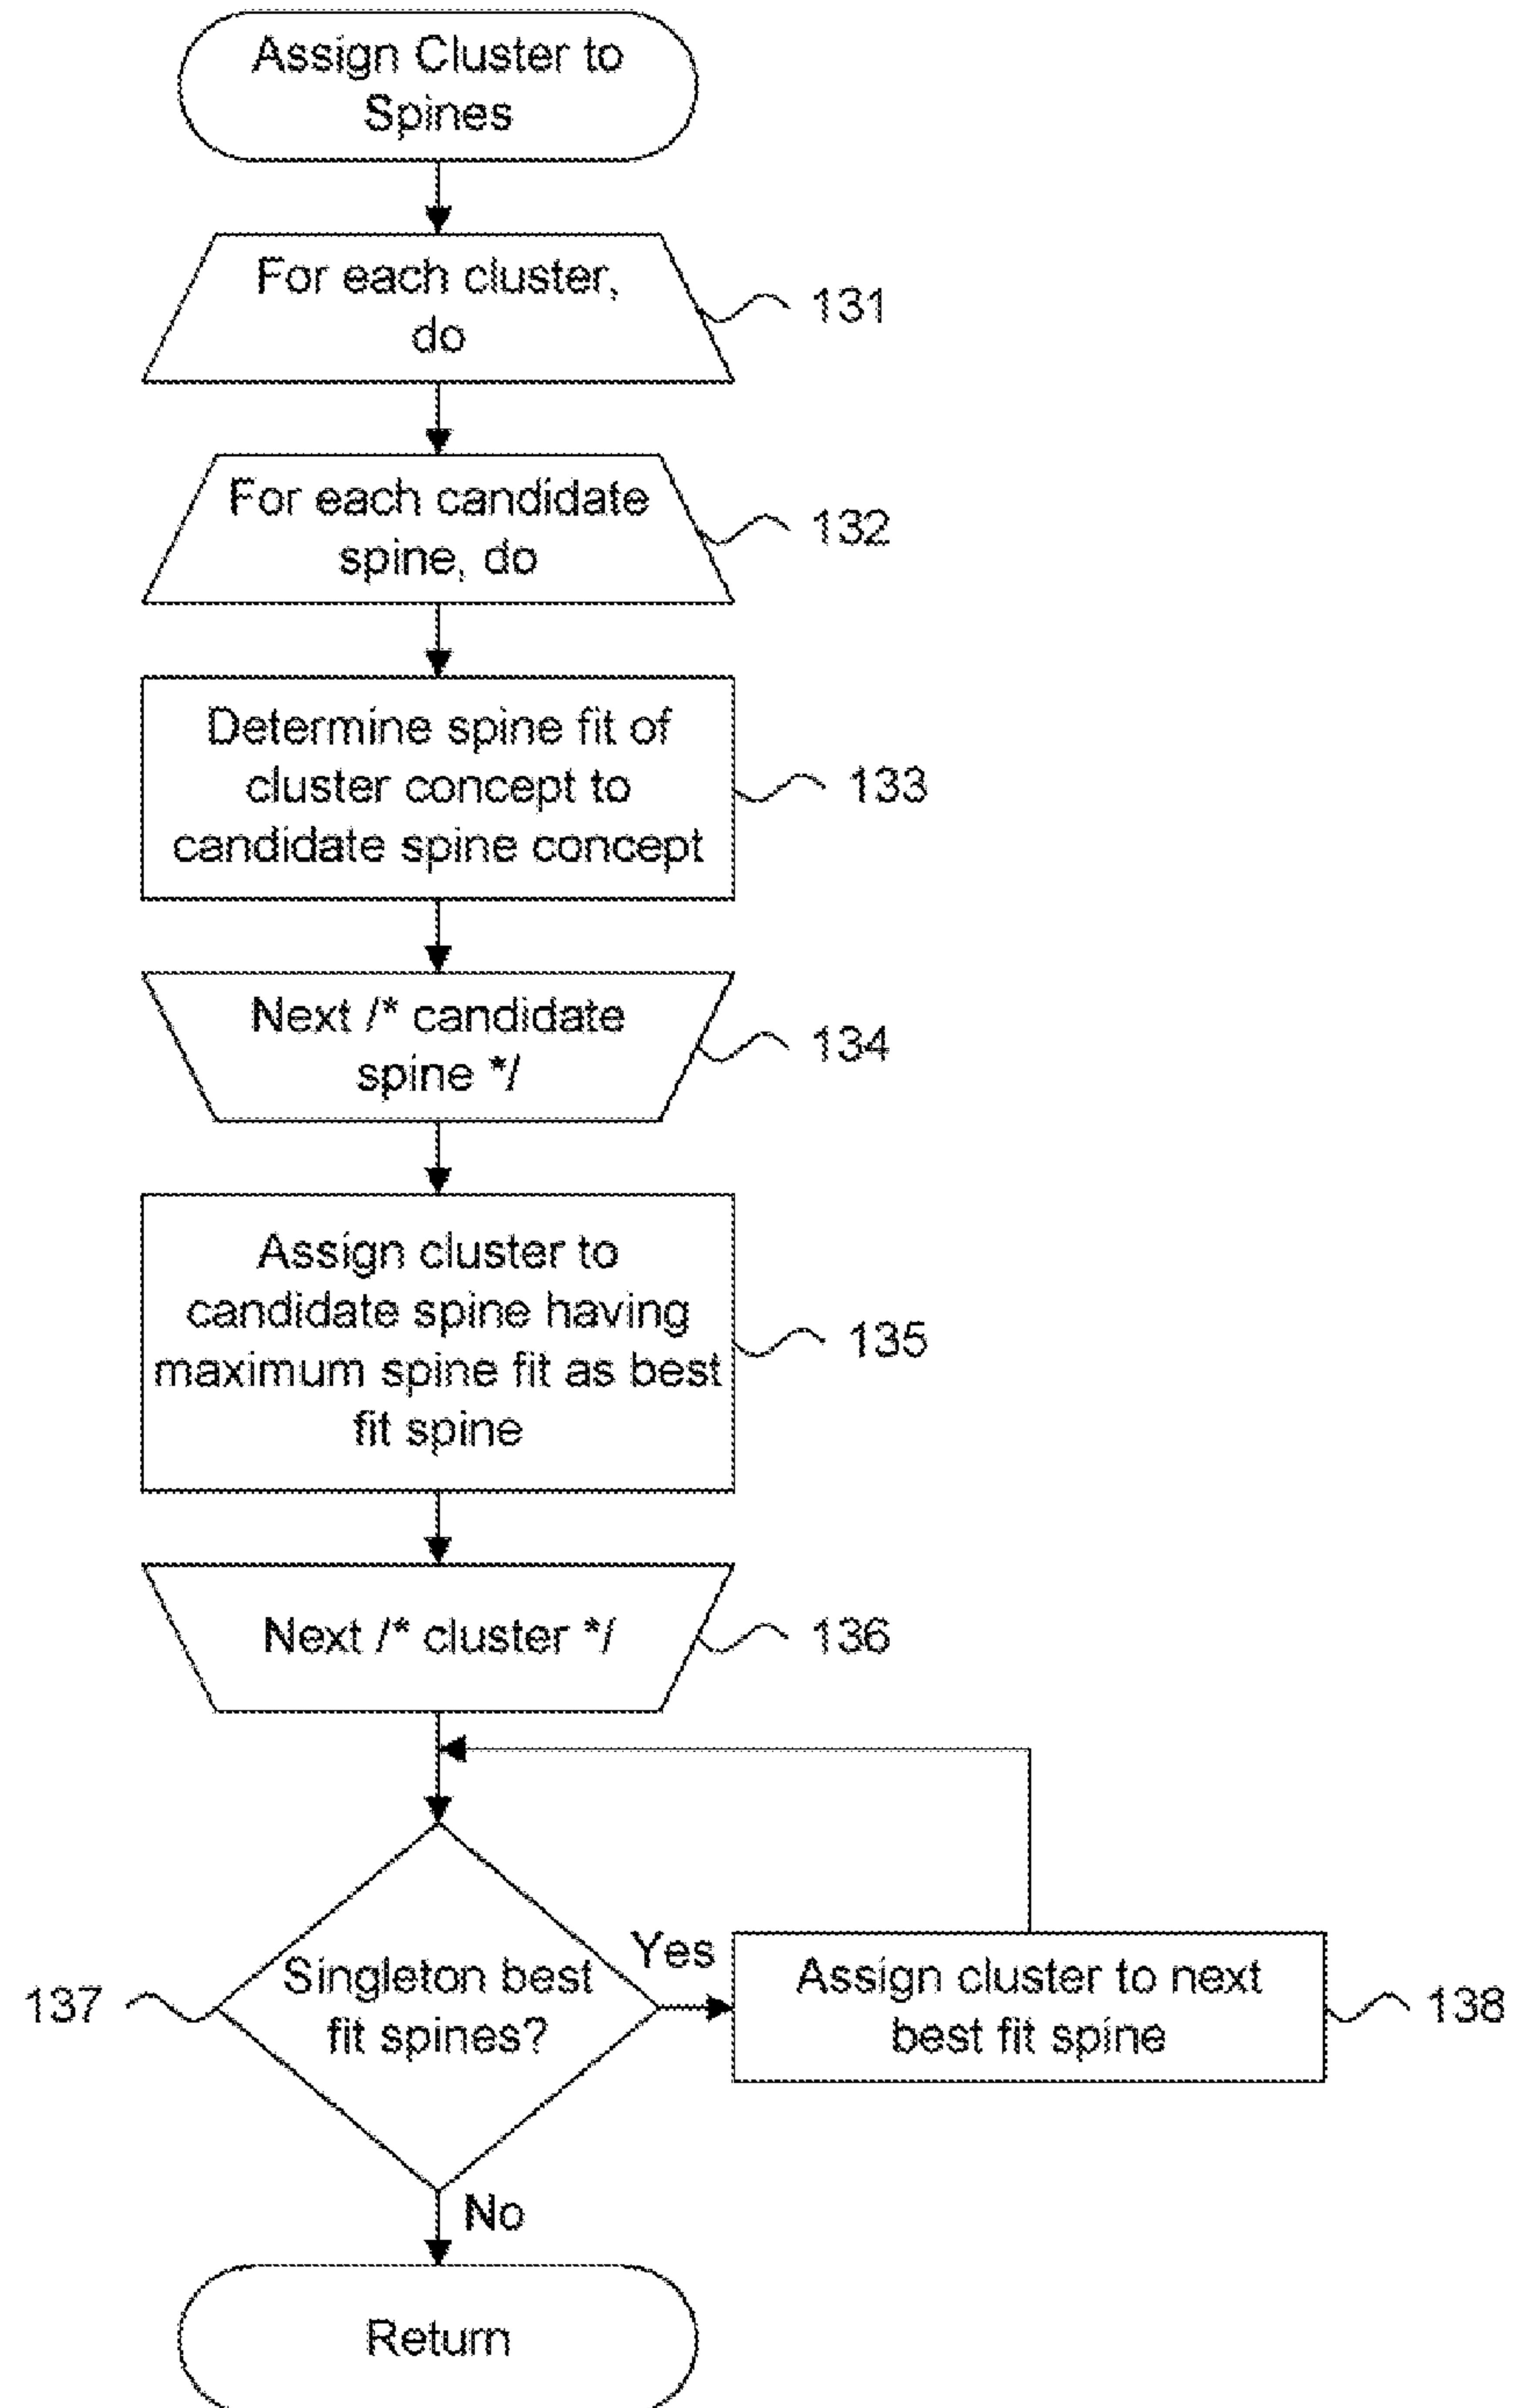 Assign Cluster to
Spines
For each cluster,
do
131
For each candidate
spine, do
132
Determine spine fit of
cluster concept to
candidate spine concept
133
Next /* candidate
spine */
134
Assign cluster to
candidate spine having
maximum spine fit as best
fit spine
135
Next /* cluster */
136
137
Singleton best
fit spines?
Yes
Assign cluster to next
best fit spine
138
No
Return